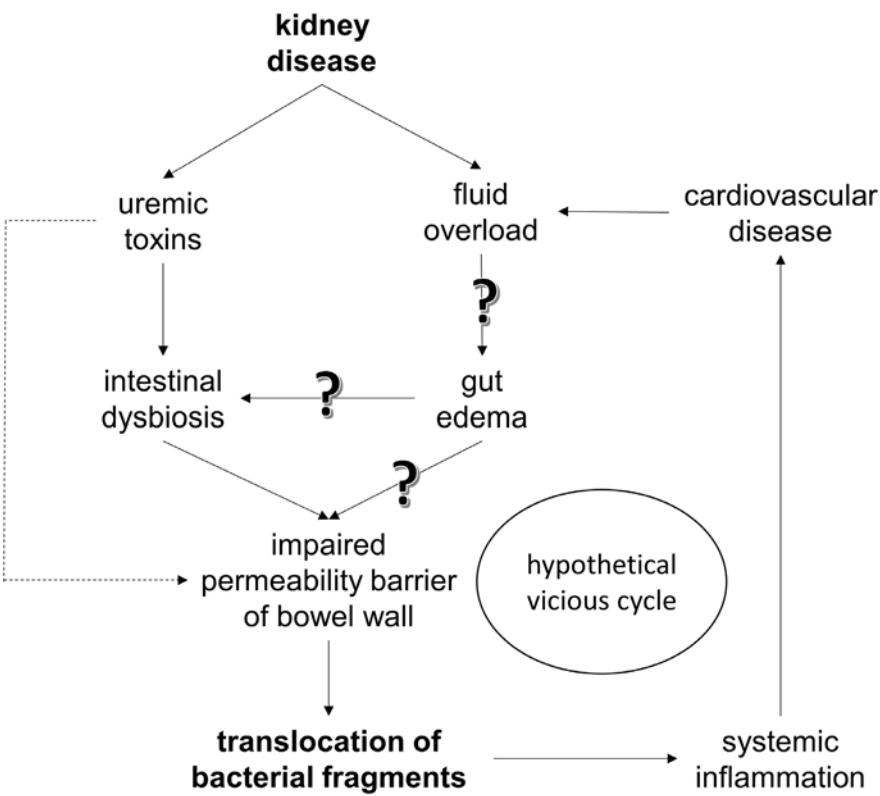 kidney
disease
uremic
toxins
fluid
overload
cardiovascular
disease
?
intestinal
dysbiosis
?
gut
edema
?
impaired
permeability barrier
of bowel wall
hypothetical
vicious cycle
translocation of
bacterial fragments
systemic
inflammation